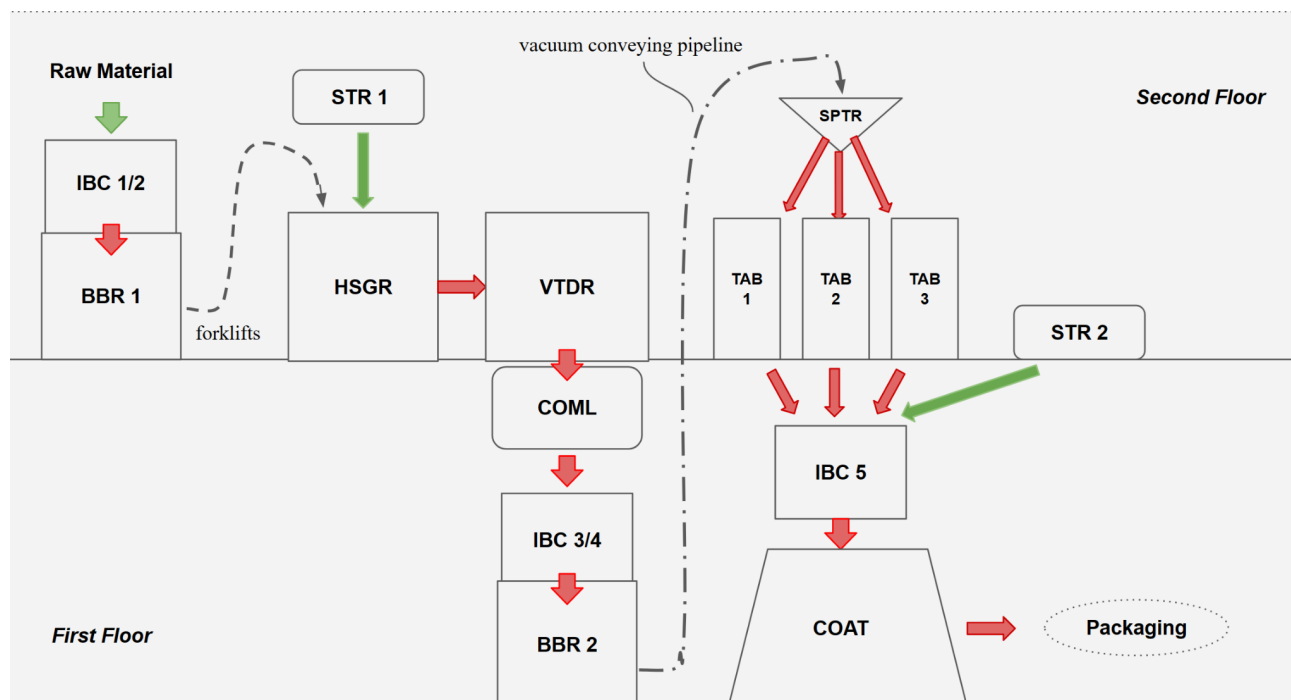 vacuum conveying pipeline
Raw Material
STR 1
Second Floor
SPTR
IBC 1/2
BBR 1
forklifts
HSGR
VTDR
TAB
1
TAB
2
TAB
3
STR 2
COML
IBC 5
IBC 3/4
First Floor
BBR 2
COAT
Packaging